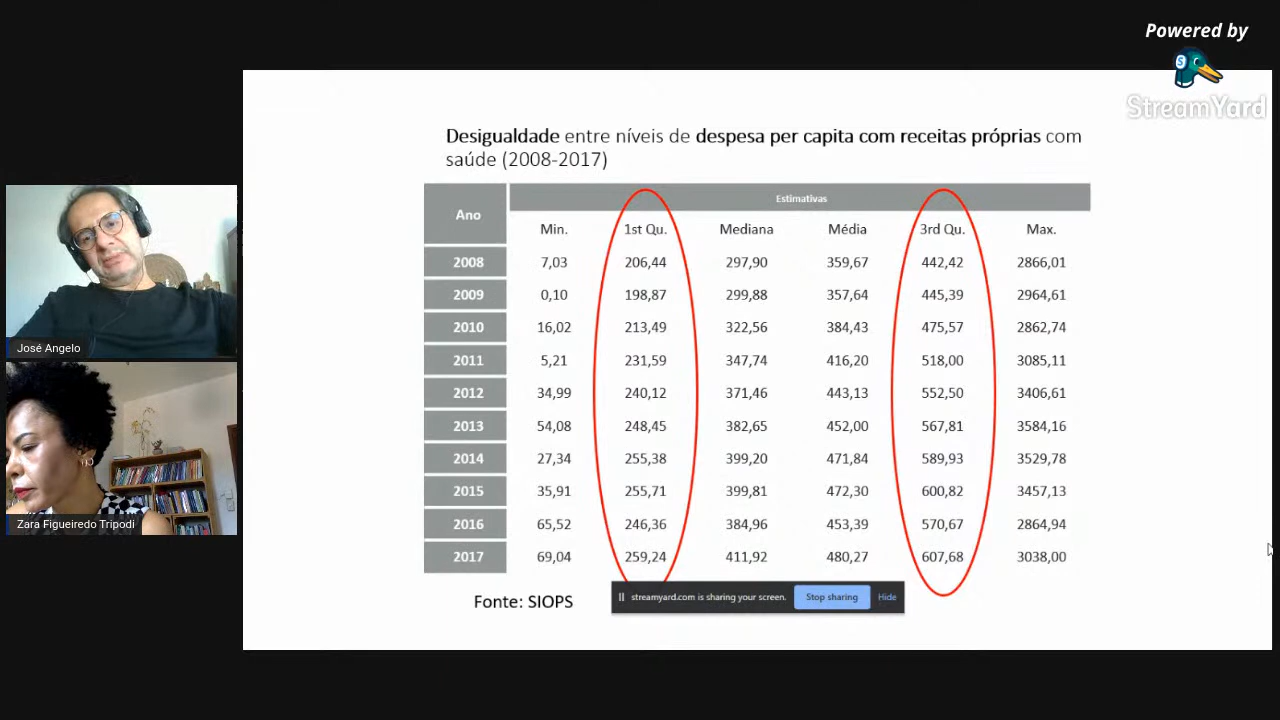 Powered by
StreamYard
Desigualdade entre níveis de despesa per capita com receitas próprias com
saúde (2008-2017)
Ano Estimativas
Min. 1st Qu. Mediana Média 3rd Qu. Max.
2008 7,03 206,44 297,90 359,67 442,42 2866,01
2009 0,10 198,87 299,88 357,64 445,39 2964,61
2010 16,02 213,49 322,56 384,43 475,57 2862,74
2011 5,21 231,59 347,74 416,20 518,00 3085,11
2012 34,99 240,12 371,46 443,13 552,50 3406,61
2013 54,08 248,45 382,65 452,00 567,81 3584,16
2014 27,34 255,38 399,20 471,84 589,93 3529,78
2015 35,91 255,71 399,81 472,30 600,82 3457,13
2016 65,52 246,36 384,96 453,39 570,67 2864,94
2017 69,04 259,24 411,92 480,27 607,68 3038,00
Fonte: SIOPS
streamyard.com is sharing your screen. Stop sharing Hide
José Angelo
Zara Figueiredo Tripodi